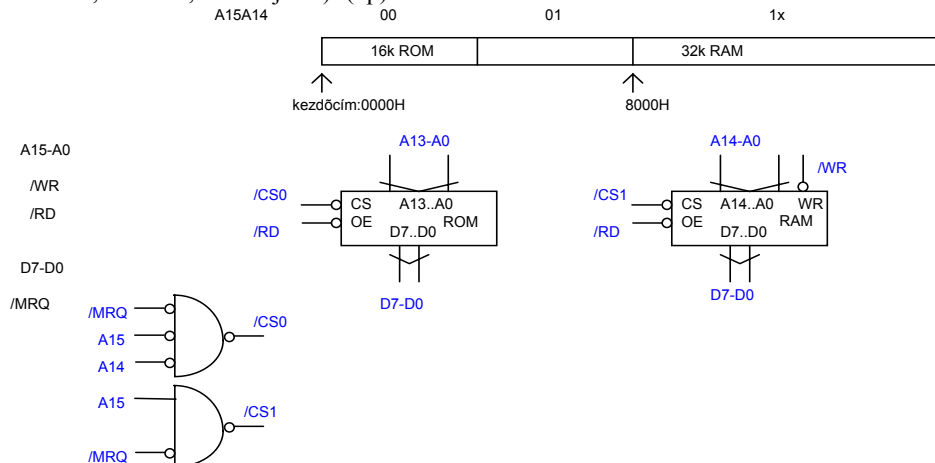 A15A14 00 01 1x
16k ROM 32k RAM
kezdõcím:0000H 8000H
A15-A0
/WR
/RD
D7-D0
/MRQ
A13-A0
/CS0
/RD
CS A13..A0
OE ROM
D7..D0
D7-D0
A14-A0
/WR
/CS1
/RD
CS A14..A0 WR
OE RAM
D7..D0
D7-D0
/MRQ
A15
A14
/CS0
A15
/CS1
/MRQ